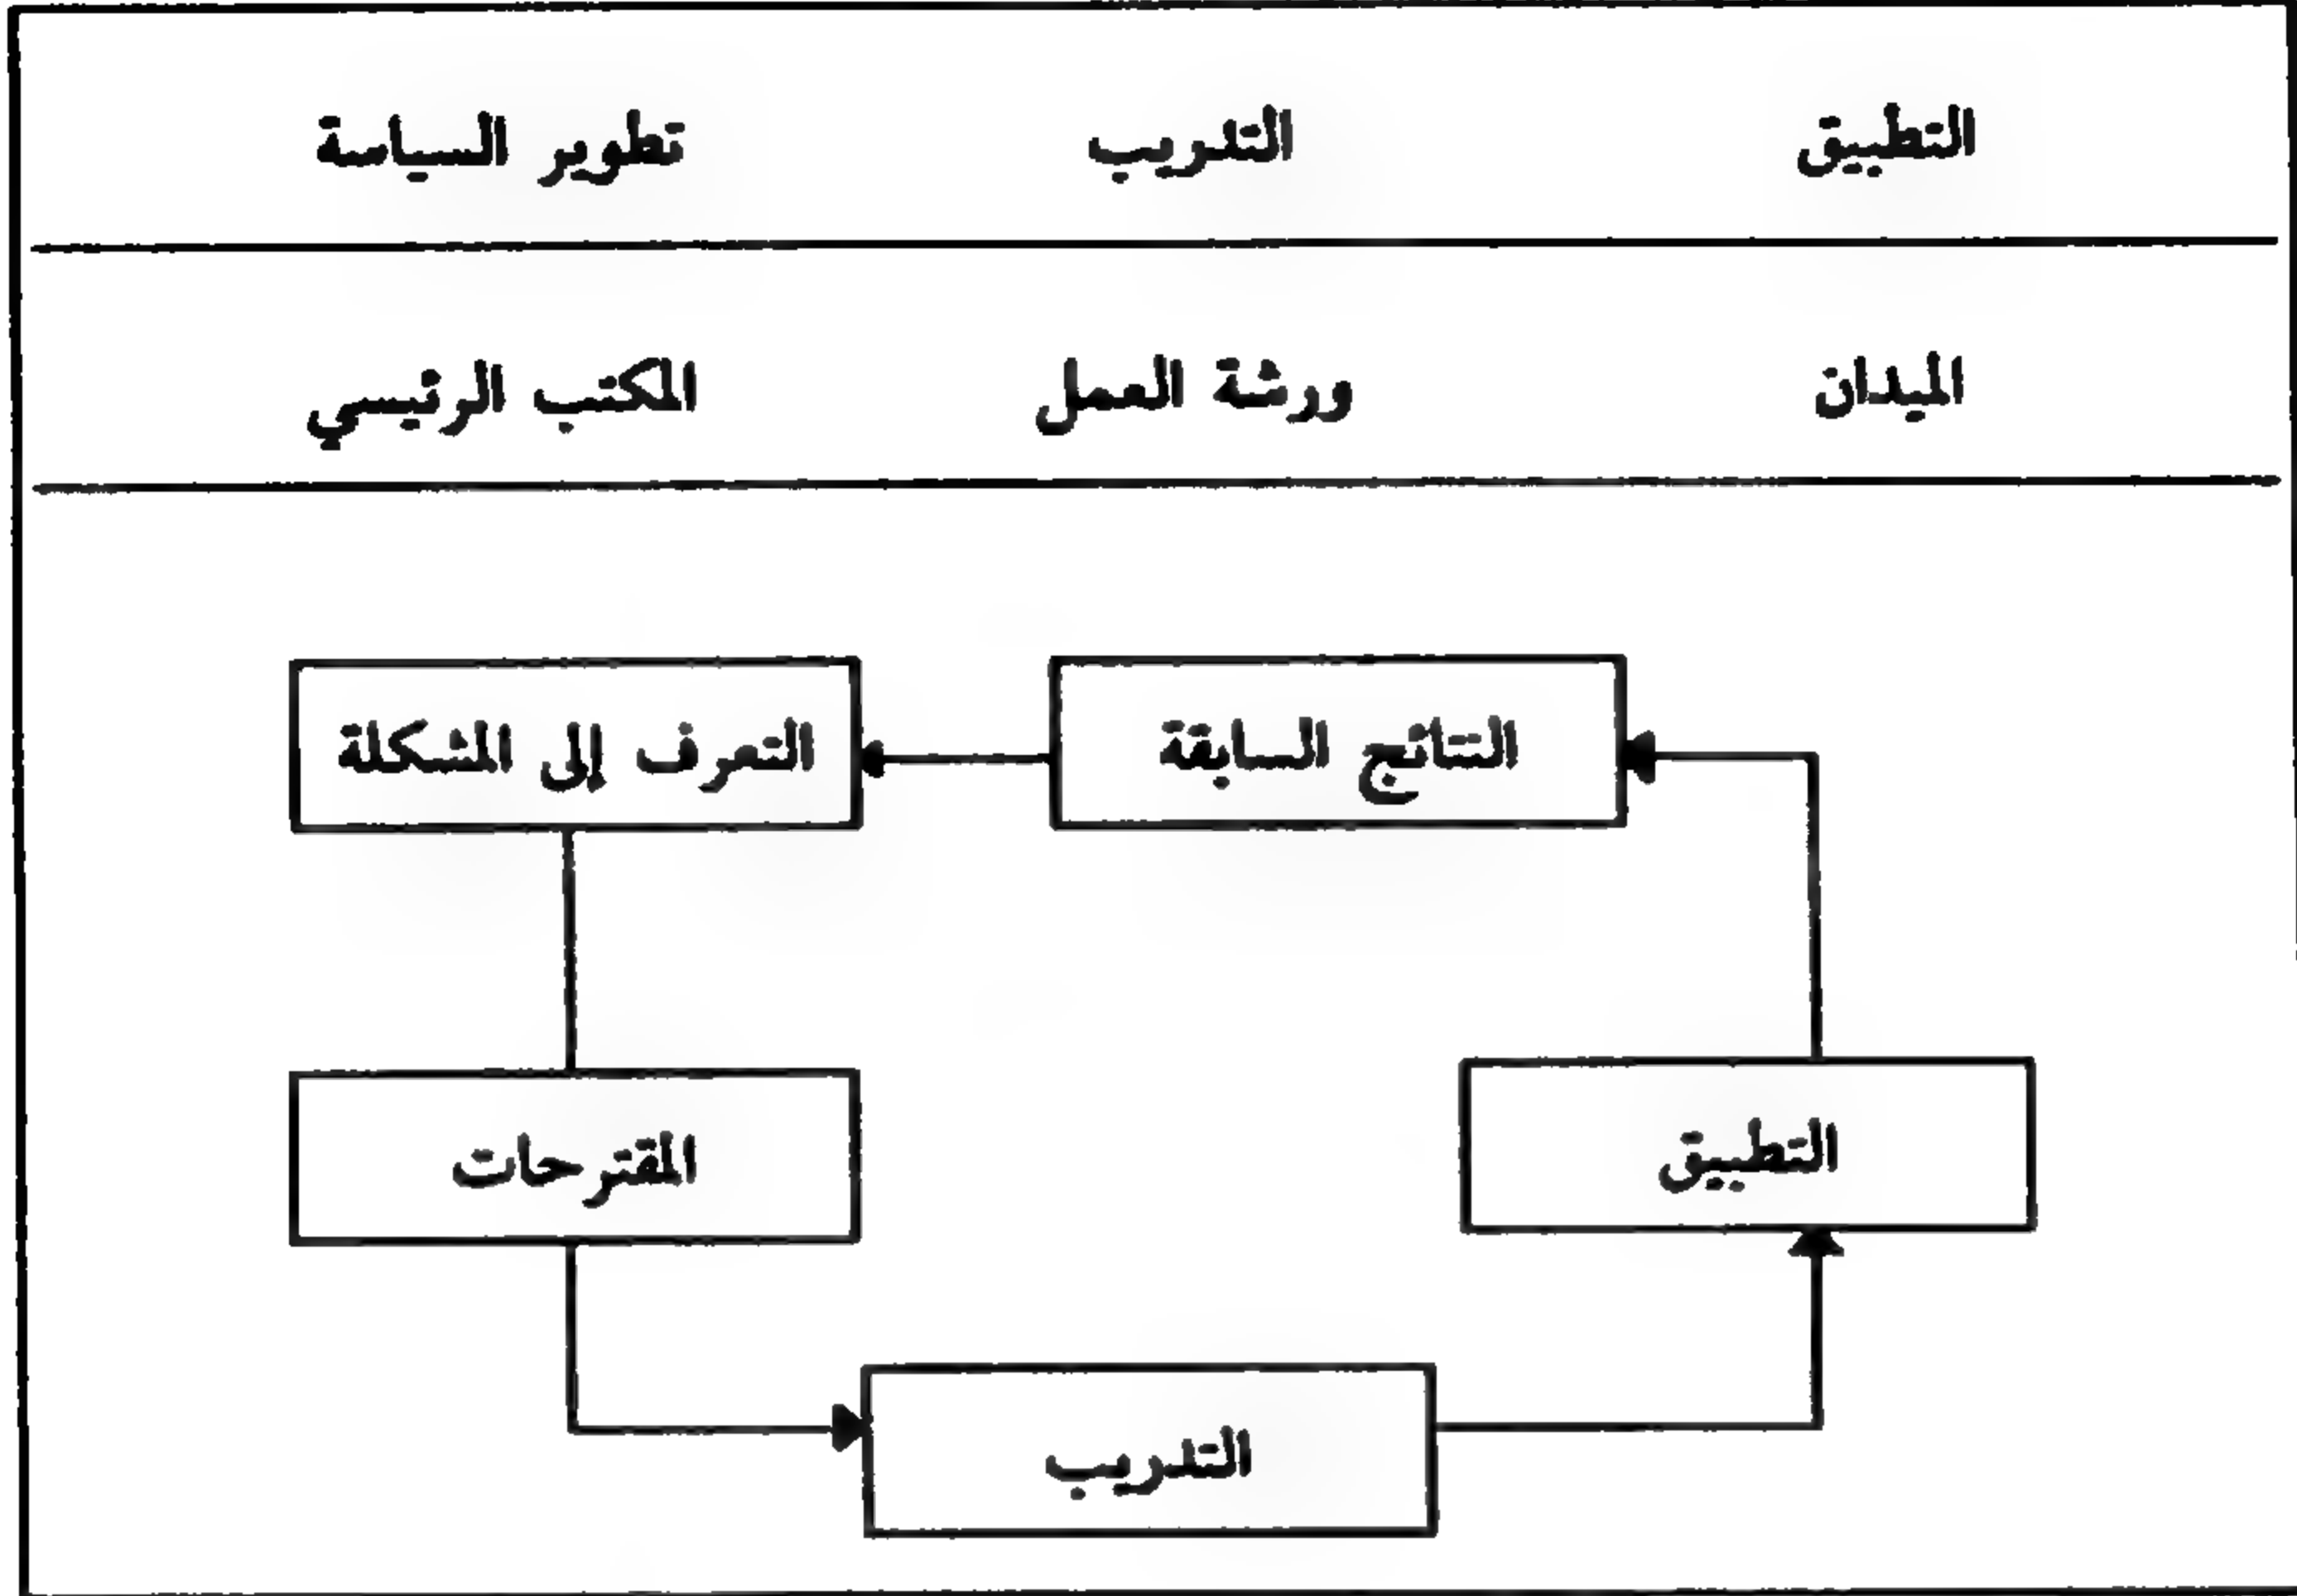 التطبيق التدريب تطوير السياسة
الميدان ورشة العمل المكتب الرئيسي
النتائج السابقة التعرف إلى المشكلة
التطبيق المقترحات
التدريب